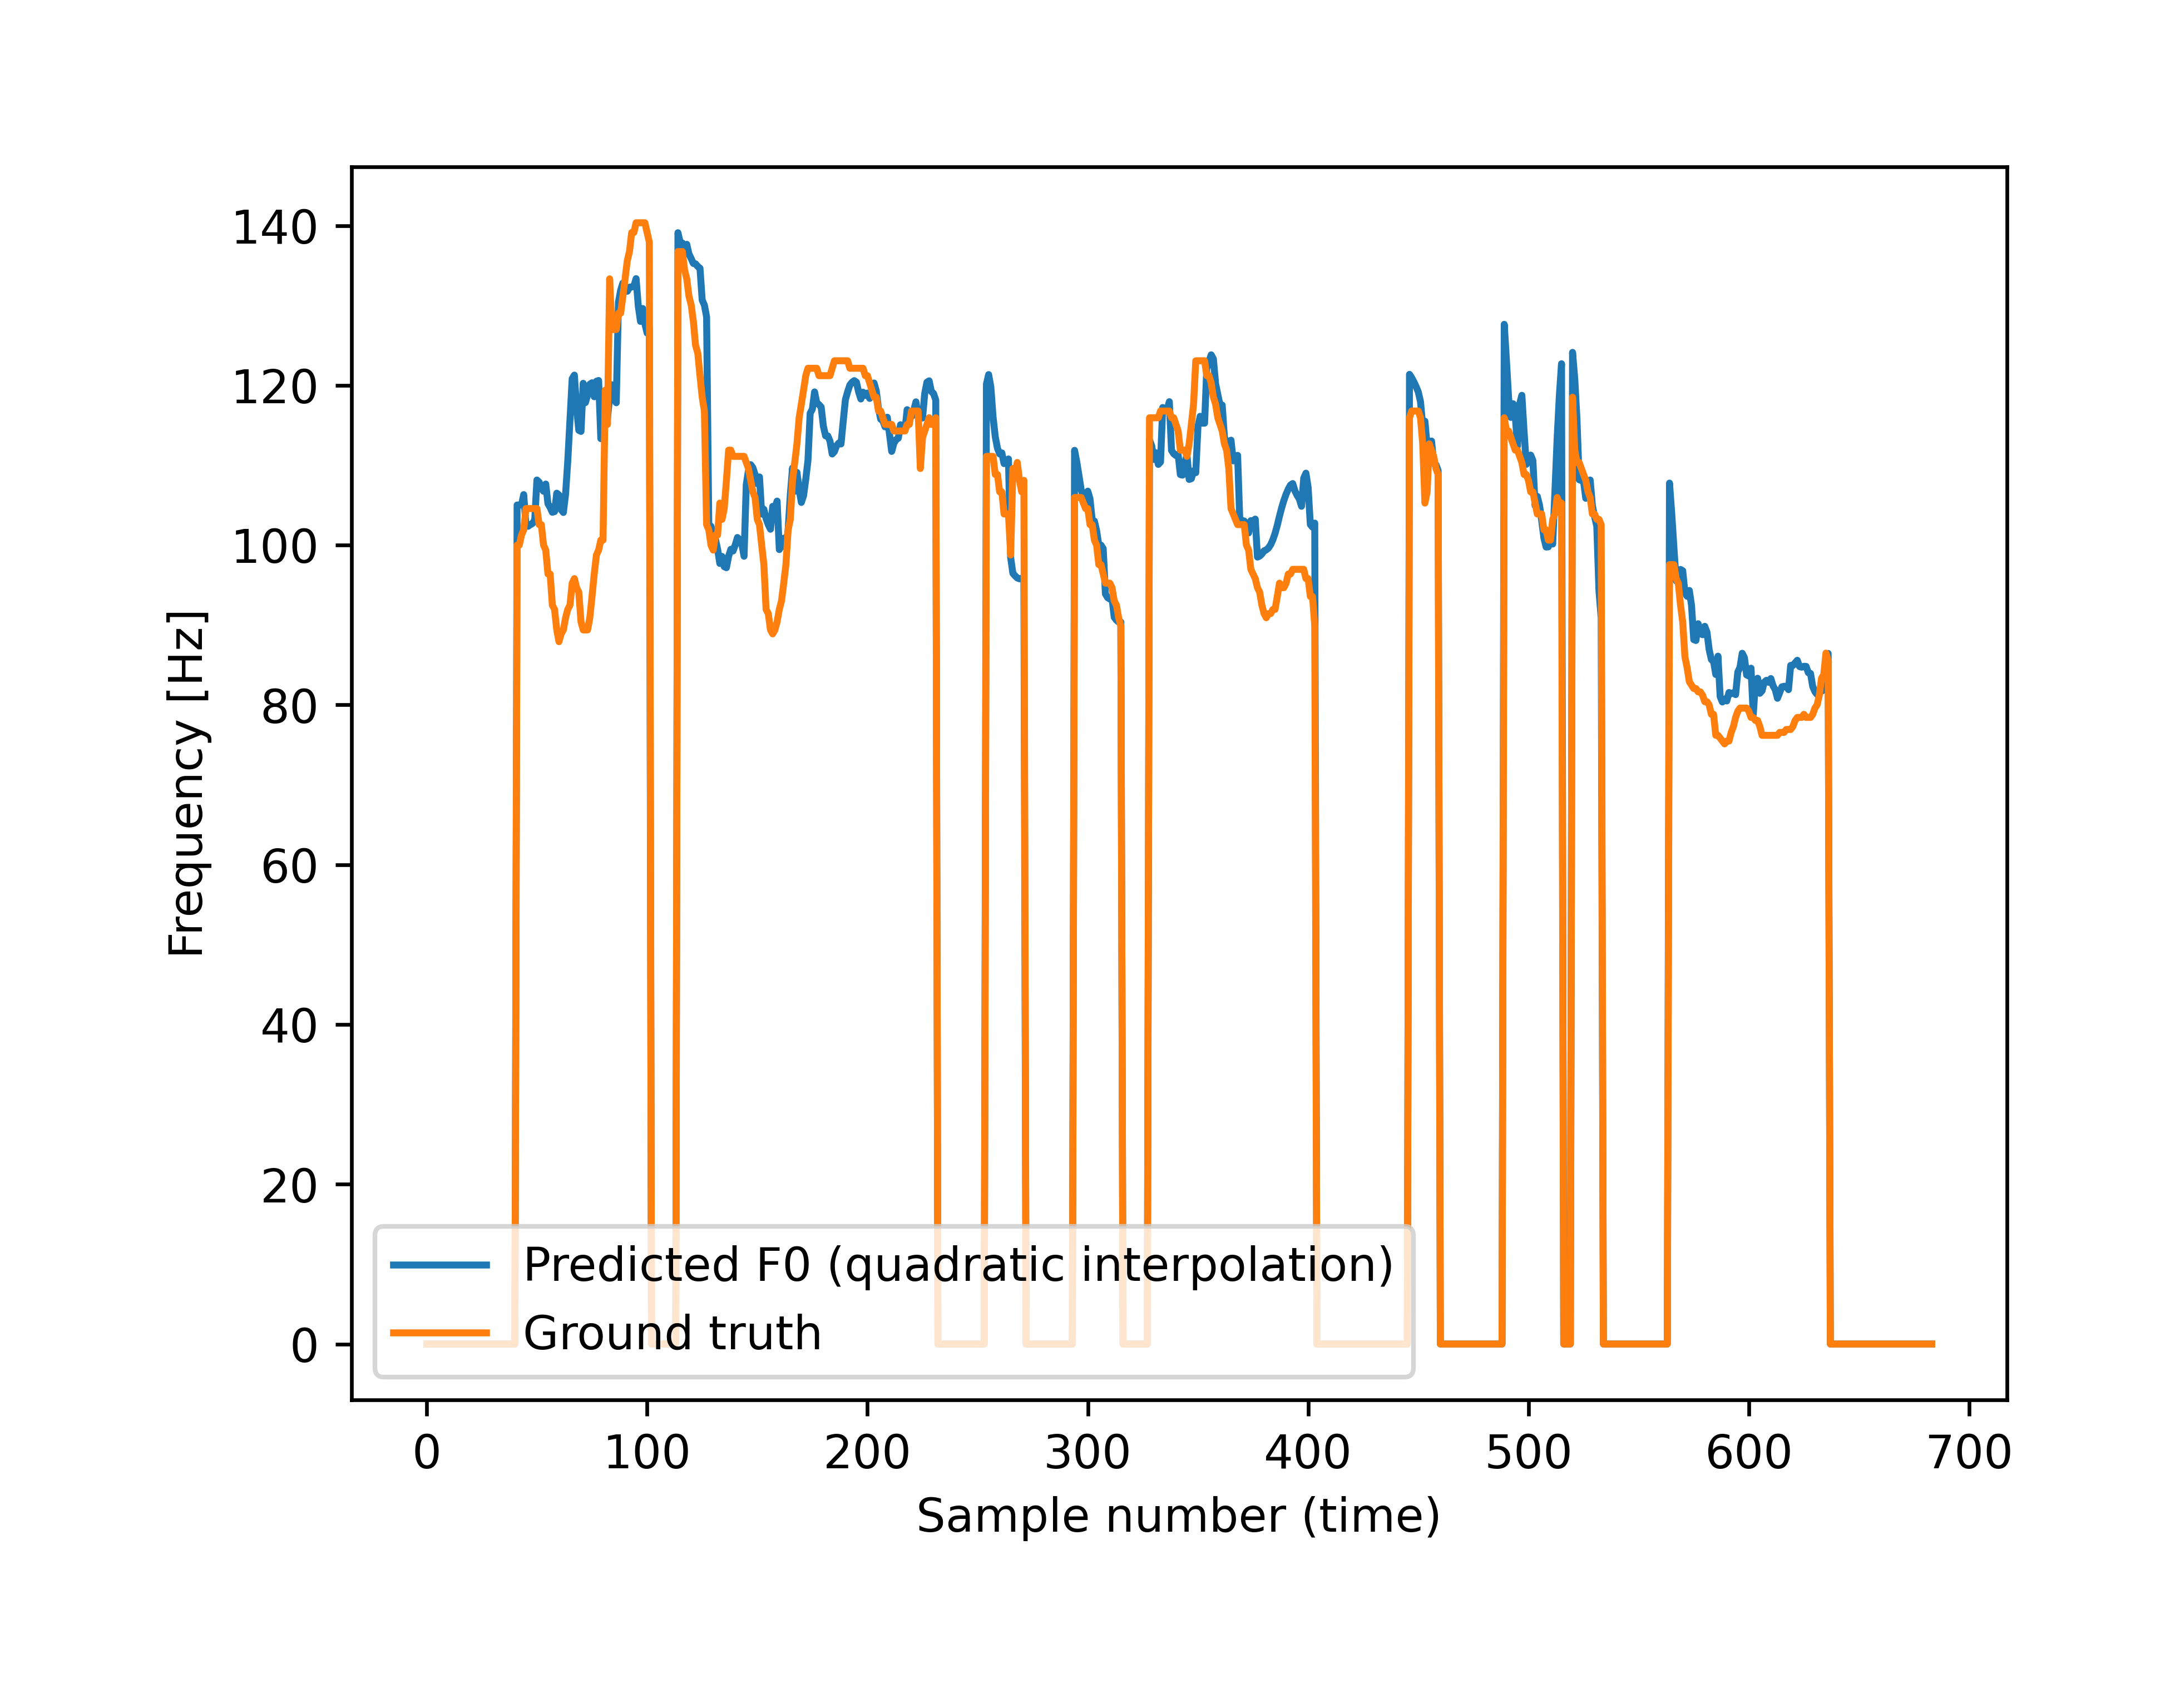 140
120
100
80
60
40
20
0
Frequency [Hz]
Predicted F0 (quadratic interpolation)
Ground truth
0 100 200 300 400 500 600 700
Sample number (time)